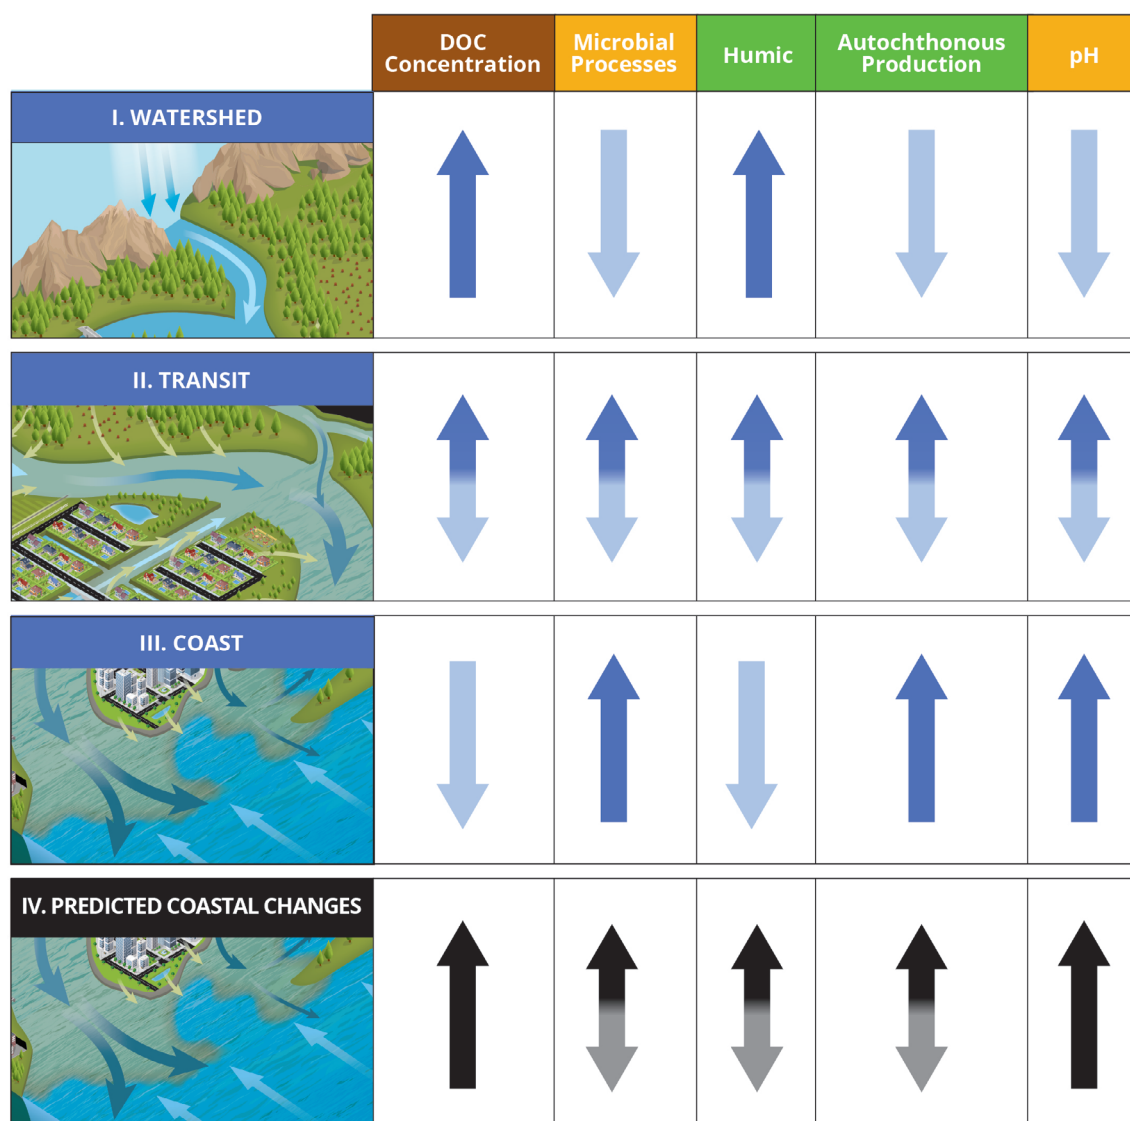 DOC
Concentration
Microbial
Processes
Humic
Autochthonous
Production
pH
I. WATERSHED
II. TRANSIT
III. COAST
IV. PREDICTED COASTAL CHANGES